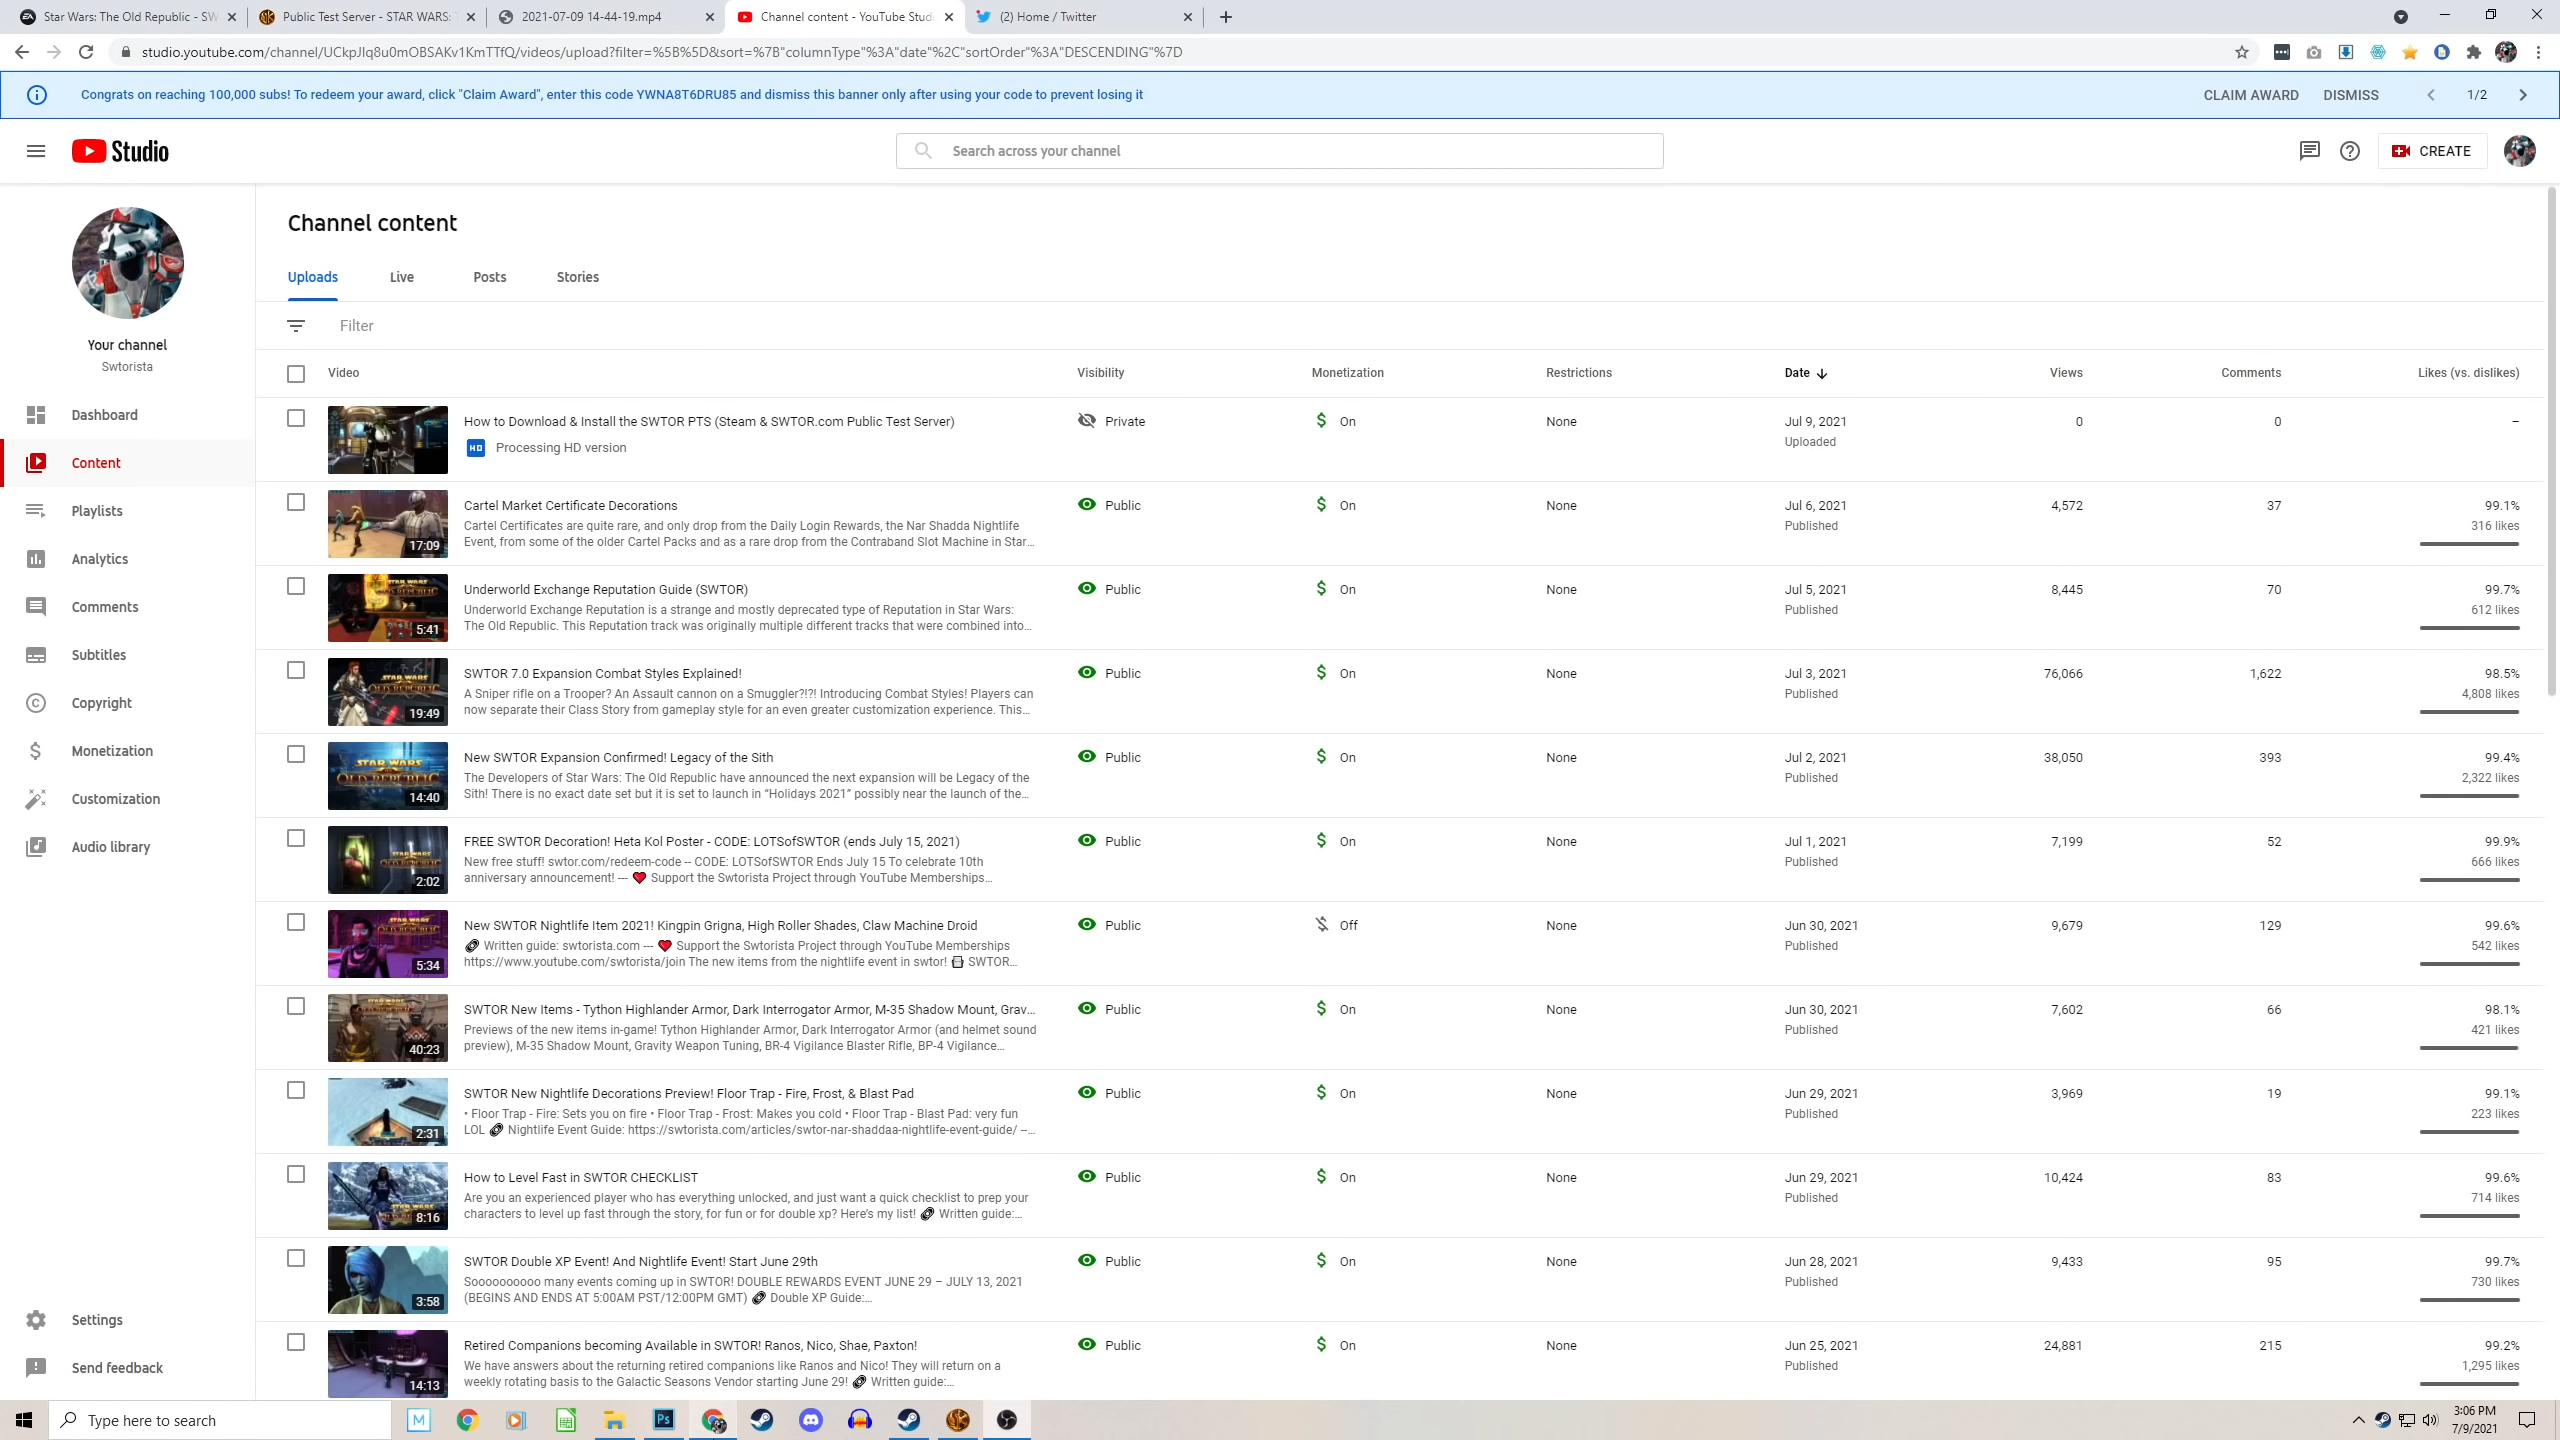 Star Wars: The Old Republic - SW
Public Test Server - STAR WARS: T
2021-07-09 14-44-19.mp4
Channel content - YouTube Studi
(2) Home / Twitter
studio.youtube.com/channel/UCkpJlq8u0mOBSAKv1KmTTfQ/videos/upload?filter=%5B%5D&sort=%7B"columnType"%3A"date"%2C"sortOrder"%3A"DESCENDING"%7D
Congrats on reaching 100,000 subs! To redeem your award, click "Claim Award", enter this code YWNA8T6DRU85 and dismiss this banner only after using your code to prevent losing it
CLAIM AWARD
DISMISS
1/2
Studio
Search across your channel
CREATE
Your channel
Swtorista
Dashboard
Content
Playlists
Analytics
Comments
Subtitles
Copyright
Monetization
Customization
Audio library
Settings
Send feedback
Channel content
Uploads Live Posts Stories
Filter
Video Visibility Monetization Restrictions Date Views Comments Likes (vs. dislikes)
How to Download & Install the SWTOR PTS (Steam & SWTOR.com Public Test Server) Private On None Jul 9, 2021 0 0 –
HD Processing HD version Uploaded
Cartel Market Certificate Decorations Public On None Jul 6, 2021 4,572 37 99.1%
Cartel Certificates are quite rare, and only drop from the Daily Login Rewards, the Nar Shadda Nightlife Published 316 likes
Event, from some of the older Cartel Packs and as a rare drop from the Contraband Slot Machine in Star...
17:09
Underworld Exchange Reputation Guide (SWTOR) Public On None Jul 5, 2021 8,445 70 99.7%
Underworld Exchange Reputation is a strange and mostly deprecated type of Reputation in Star Wars: Published 612 likes
The Old Republic. This Reputation track was originally multiple different tracks that were combined into...
5:41
SWTOR 7.0 Expansion Combat Styles Explained! Public On None Jul 3, 2021 76,066 1,622 98.5%
A Sniper rifle on a Trooper? An Assault cannon on a Smuggler?!?! Introducing Combat Styles! Players can Published 4,808 likes
now separate their Class Story from gameplay style for an even greater customization experience. This...
19:49
New SWTOR Expansion Confirmed! Legacy of the Sith Public On None Jul 2, 2021 38,050 393 99.4%
The Developers of Star Wars: The Old Republic have announced the next expansion will be Legacy of the Published 2,322 likes
Sith! There is no exact date set but it is set to launch in “Holidays 2021” possibly near the launch of the...
STAR WARS
OLD REPUBLIC
14:40
FREE SWTOR Decoration! Heta Kol Poster - CODE: LOTSofSWTOR (ends July 15, 2021) Public On None Jul 1, 2021 7,199 52 99.9%
New free stuff! swtor.com/redeem-code -- CODE: LOTSofSWTOR Ends July 15 To celebrate 10th Published 666 likes
anniversary announcement! --- ❤ Support the Swtorista Project through YouTube Memberships...
2:02
New SWTOR Nightlife Item 2021! Kingpin Grigna, High Roller Shades, Claw Machine Droid Public Off None Jun 30, 2021 9,679 129 99.6%
Written guide: swtorista.com --- ❤ Support the Swtorista Project through YouTube Memberships Published 542 likes
https://www.youtube.com/swtorista/join The new items from the nightlife event in swtor! SWTOR...
5:34
SWTOR New Items - Tython Highlander Armor, Dark Interrogator Armor, M-35 Shadow Mount, Grav... Public On None Jun 30, 2021 7,602 66 98.1%
Previews of the new items in-game! Tython Highlander Armor, Dark Interrogator Armor (and helmet sound Published 421 likes
preview), M-35 Shadow Mount, Gravity Weapon Tuning, BR-4 Vigilance Blaster Rifle, BP-4 Vigilance...
40:23
SWTOR New Nightlife Decorations Preview! Floor Trap - Fire, Frost, & Blast Pad Public On None Jun 29, 2021 3,969 19 99.1%
• Floor Trap - Fire: Sets you on fire • Floor Trap - Frost: Makes you cold • Floor Trap - Blast Pad: very fun Published 223 likes
LOL Nightlife Event Guide: https://swtorista.com/articles/swtor-nar-shaddaa-nightlife-event-guide/ --...
2:31
How to Level Fast in SWTOR CHECKLIST Public On None Jun 29, 2021 10,424 83 99.6%
Are you an experienced player who has everything unlocked, and just want a quick checklist to prep your Published 714 likes
characters to level up fast through the story, for fun or for double xp? Here's my list! Written guide:...
8:16
SWTOR Double XP Event! And Nightlife Event! Start June 29th Public On None Jun 28, 2021 9,433 95 99.7%
Soooooooooo many events coming up in SWTOR! DOUBLE REWARDS EVENT JUNE 29 – JULY 13, 2021 Published 730 likes
(BEGINS AND ENDS AT 5:00AM PST/12:00PM GMT) Double XP Guide:...
3:58
Retired Companions becoming Available in SWTOR! Ranos, Nico, Shae, Paxton! Public On None Jun 25, 2021 24,881 215 99.2%
We have answers about the returning retired companions like Ranos and Nico! They will return on a Published 1,295 likes
weekly rotating basis to the Galactic Seasons Vendor starting June 29! Written guide:...
14:13
Type here to search
M
Ps
3:06 PM
7/9/2021